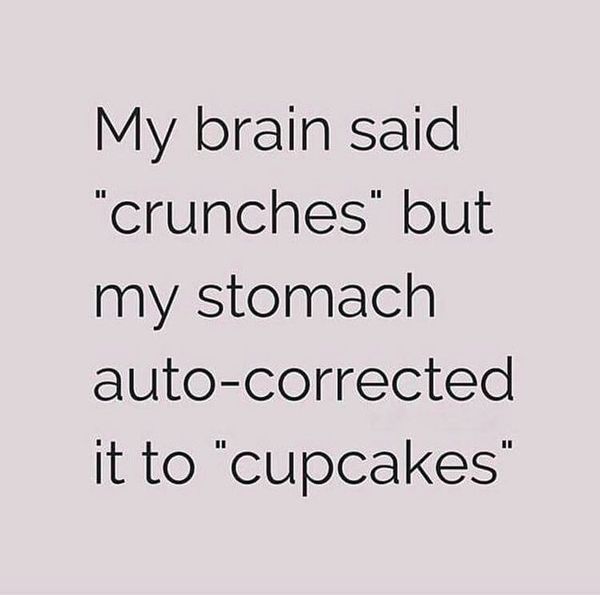 My brain said
"crunches" but
my stomach
auto-corrected
it to "cupcakes"